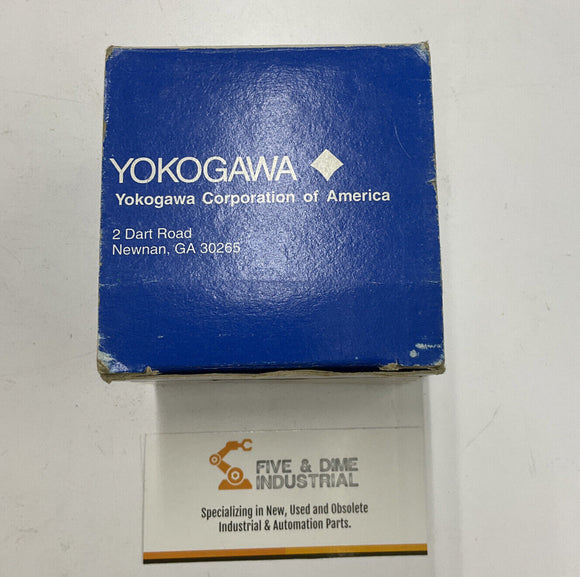 YOKOGAWA
Yokogawa Corporation of America
2 Dart Road
Newnan, GA 30265
FIVE & DIME
INDUSTRIAL
Specializing in New, Used and Obsolete
Industrial & Automation Parts.